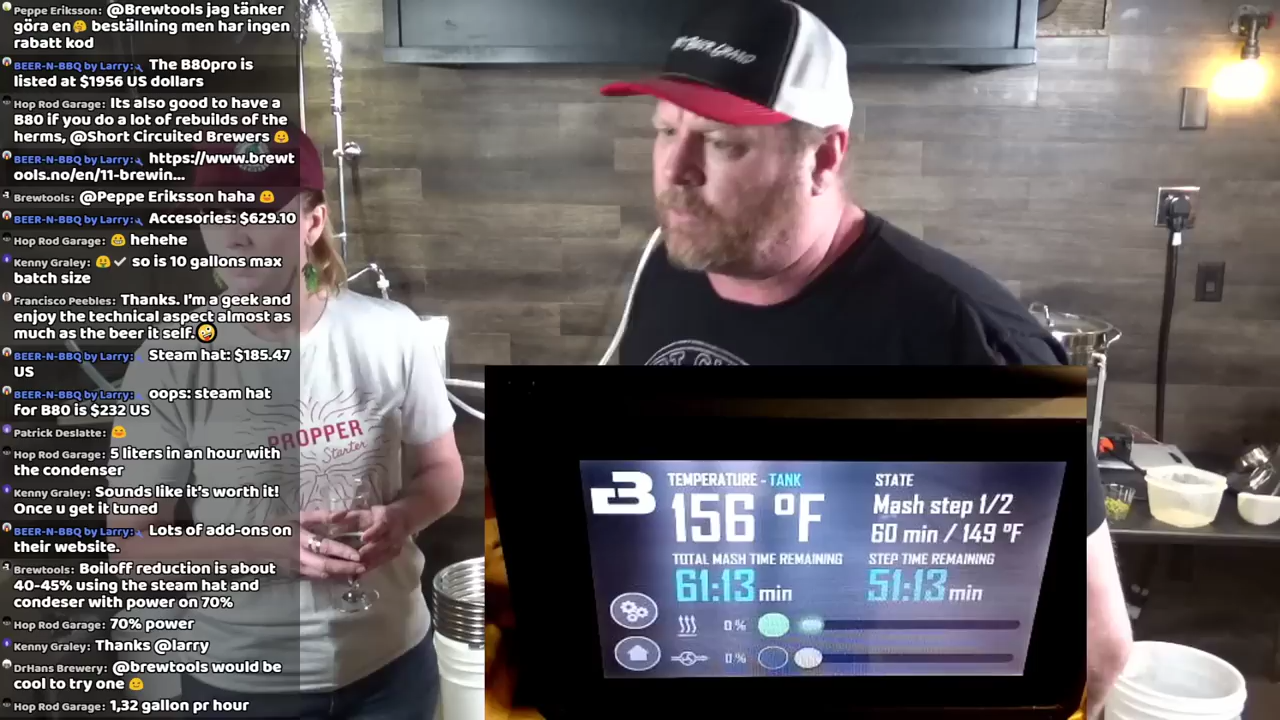 Peppe Eriksson: @Brewtools jag tänker
göra en🤔 beställning men har ingen
rabatt kod
BEER-N-BBQ by Larry: The B80pro is
listed at $1956 US dollars
Hop Rod Garage: Its also good to have a
B80 if you do a lot of rebuilds of the
herms, @Short Circuited Brewers
BEER-N-BBQ by Larry: https://www.brewt
ools.no/en/11-brewin...
Brewtools: @Peppe Eriksson haha
BEER-N-BBQ by Larry: Accesories: $629.10
Hop Rod Garage: hehehe
Kenny Graley: ✓ so is 10 gallons max
batch size
Francisco Peebles: Thanks. I'm a geek and
enjoy the technical aspect almost as
much as the beer it self.
BEER-N-BBQ by Larry: Steam hat: $185.47
US
BEER-N-BBQ by Larry: oops: steam hat
for B80 is $232 US
Patrick Deslatte:
Hop Rod Garage: 5 liters in an hour with
the condenser
Kenny Graley: Sounds like it's worth it!
Once u get it tuned
BEER-N-BBQ by Larry: Lots of add-ons on
their website.
Brewtools: Boiloff reduction is about
40-45% using the steam hat and
condeser with power on 70%
Hop Rod Garage: 70% power
Kenny Graley: Thanks @larry
DrHans Brewery: @brewtools would be
cool to try one
Hop Rod Garage: 1,32 gallon pr hour
PROPPER
Starter
B
TEMPERATURE - TANK
156 °F
STATE
Mash step 1/2
60 min / 149 °F
TOTAL MASH TIME REMAINING
61:13 min
STEP TIME REMAINING
51:13 min
0 %
0 %